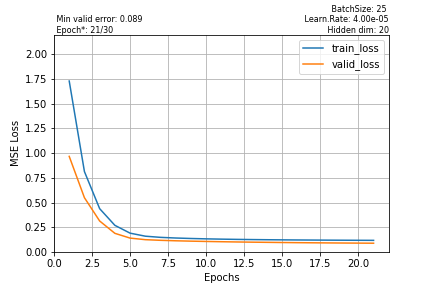 BatchSize: 25
Min valid error: 0.089
Learn.Rate: 4.00e-05
Epoch*: 21/30
Hidden dim: 20
train_loss
valid_loss
2.00
1.75
1.50
1.25
1.00
0.75
0.50
0.25
0.00
MSE Loss
0.0 2.5 5.0 7.5 10.0 12.5 15.0 17.5 20.0
Epochs